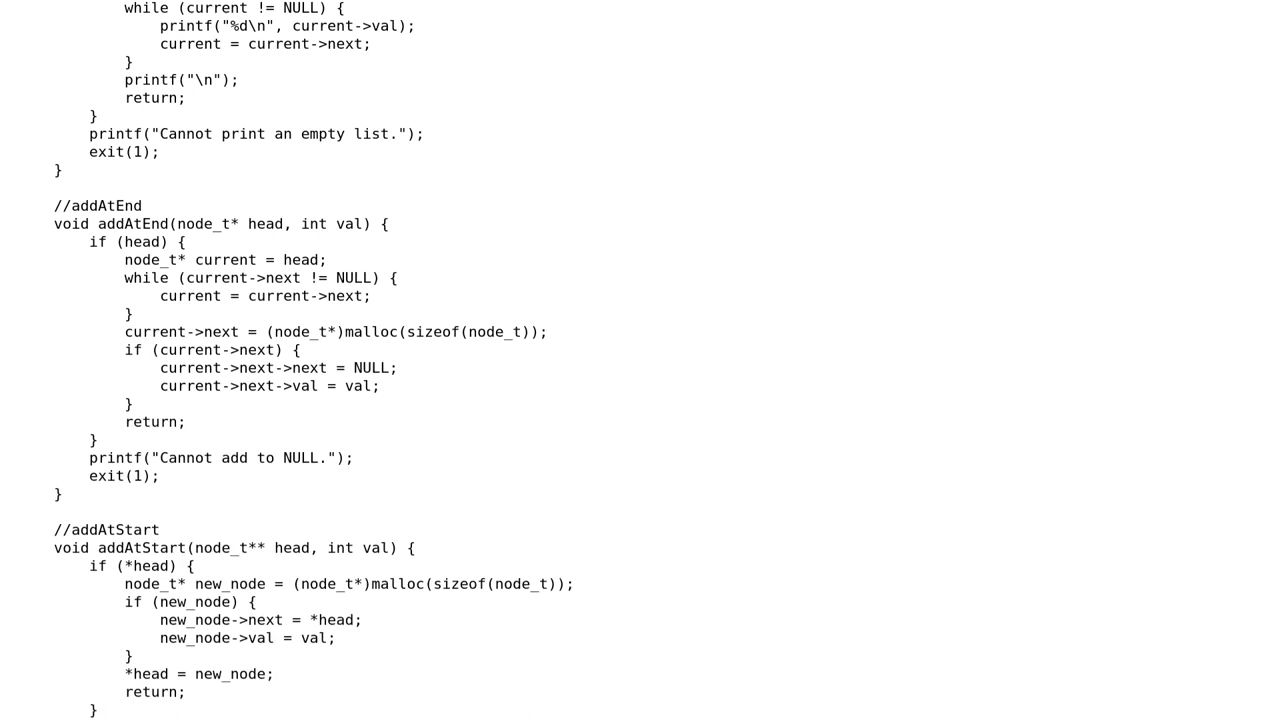 while (current != NULL) {
            printf("%d\n", current->val);
            current = current->next;
        }
        printf("\n");
        return;
    }
    printf("Cannot print an empty list.");
    exit(1);
}

//addAtEnd
void addAtEnd(node_t* head, int val) {
    if (head) {
        node_t* current = head;
        while (current->next != NULL) {
            current = current->next;
        }
        current->next = (node_t*)malloc(sizeof(node_t));
        if (current->next) {
            current->next->next = NULL;
            current->next->val = val;
        }
        return;
    }
    printf("Cannot add to NULL.");
    exit(1);
}

//addAtStart
void addAtStart(node_t** head, int val) {
    if (*head) {
        node_t* new_node = (node_t*)malloc(sizeof(node_t));
        if (new_node) {
            new_node->next = *head;
            new_node->val = val;
        }
        *head = new_node;
        return;
    }